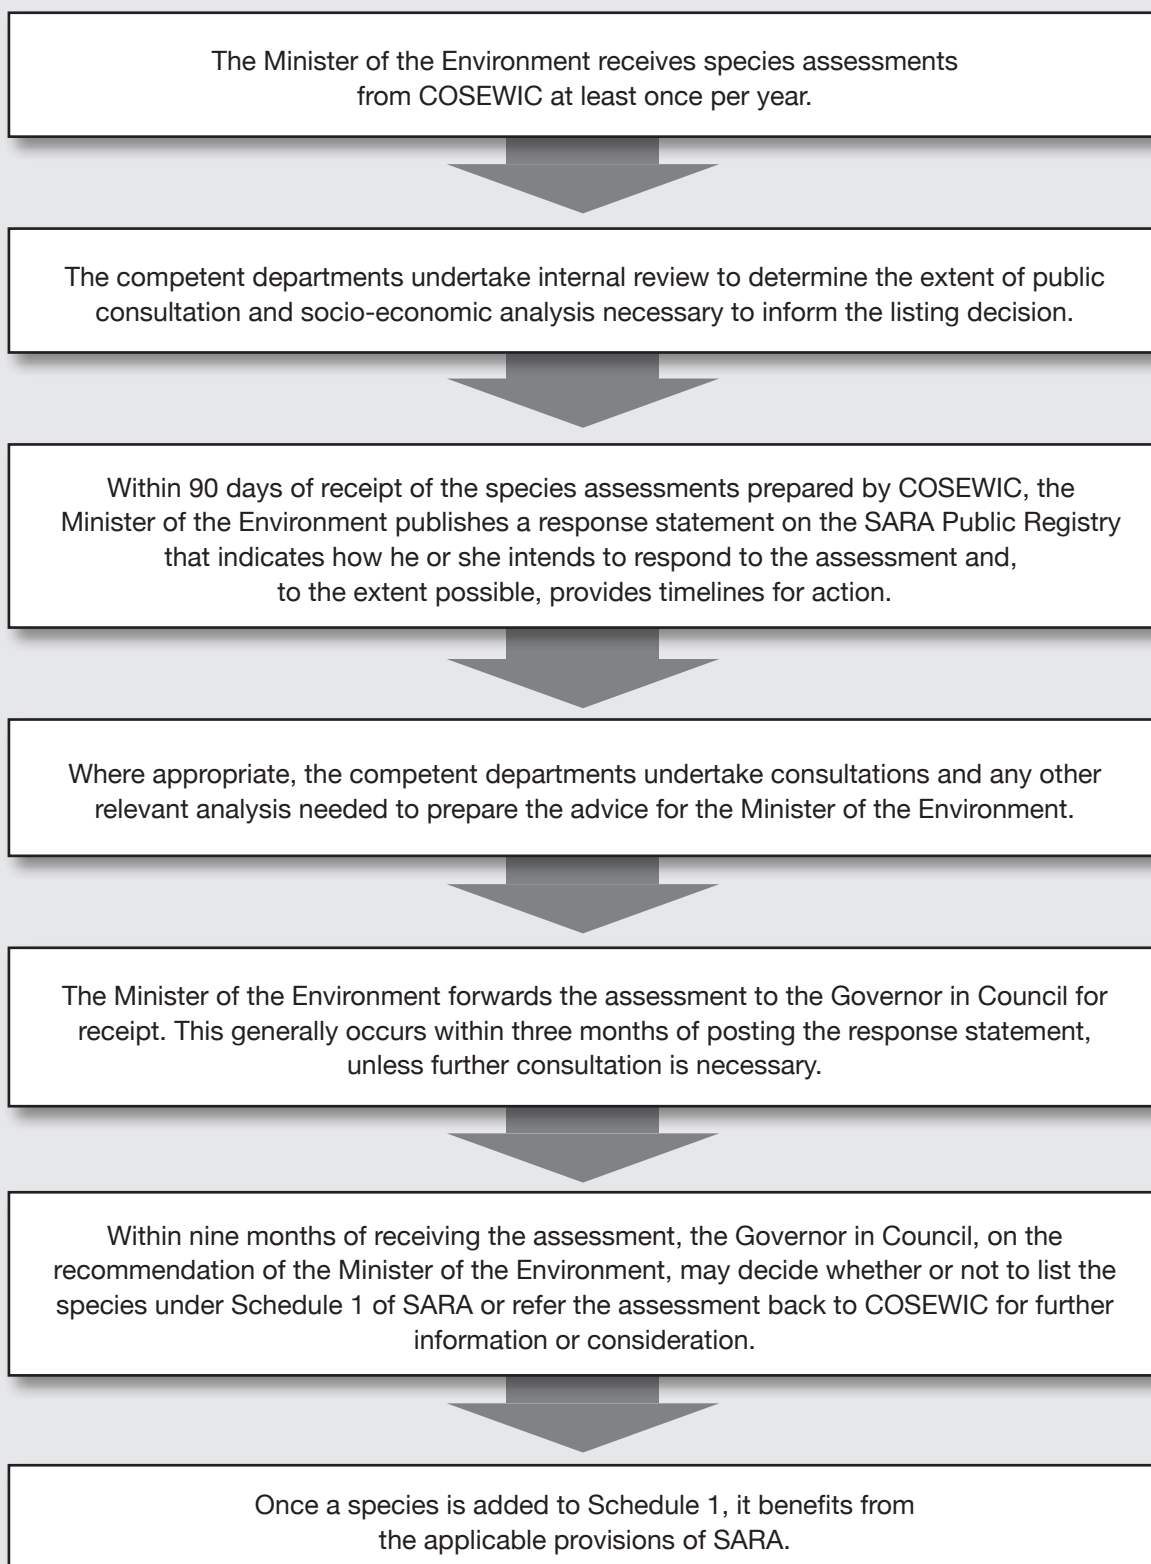 The Minister of the Environment receives species assessments
from COSEWIC at least once per year.
The competent departments undertake internal review to determine the extent of public
consultation and socio-economic analysis necessary to inform the listing decision.
Within 90 days of receipt of the species assessments prepared by COSEWIC, the
Minister of the Environment publishes a response statement on the SARA Public Registry
that indicates how he or she intends to respond to the assessment and,
to the extent possible, provides timelines for action.
Where appropriate, the competent departments undertake consultations and any other
relevant analysis needed to prepare the advice for the Minister of the Environment.
The Minister of the Environment forwards the assessment to the Governor in Council for
receipt. This generally occurs within three months of posting the response statement,
unless further consultation is necessary.
Within nine months of receiving the assessment, the Governor in Council, on the
recommendation of the Minister of the Environment, may decide whether or not to list the
species under Schedule 1 of SARA or refer the assessment back to COSEWIC for further
information or consideration.
Once a species is added to Schedule 1, it benefits from
the applicable provisions of SARA.